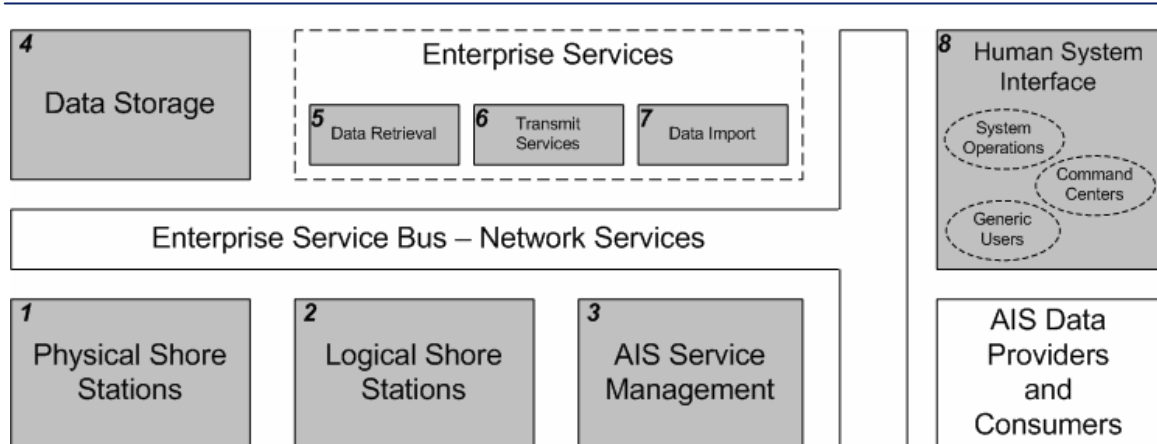 4
Data Storage
Enterprise Services
5
Data Retrieval
6
Transmit
Services
7
Data Import
8
Human System
Interface
System
Operations
Command
Centers
Generic
Users
Enterprise Service Bus – Network Services
1
Physical Shore
Stations
2
Logical Shore
Stations
3
AIS Service
Management
AIS Data
Providers
and
Consumers